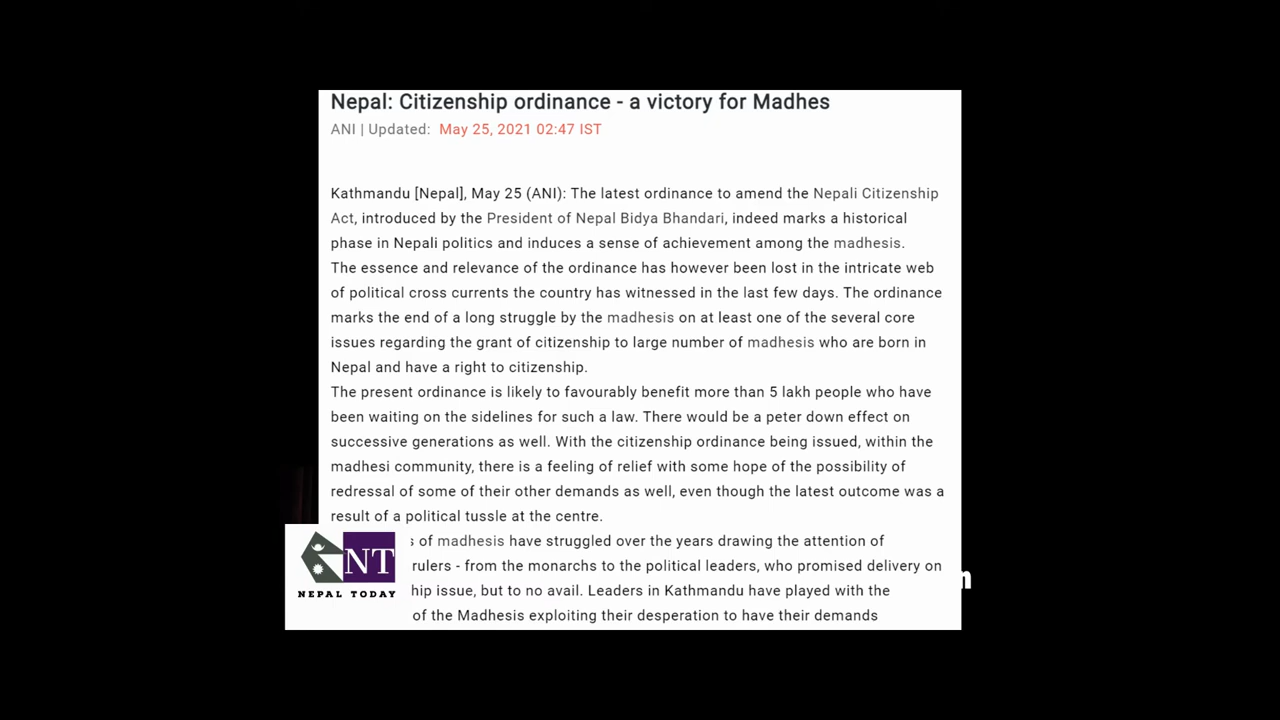 Nepal: Citizenship ordinance - a victory for Madhes
ANI | Updated: May 25, 2021 02:47 IST
Kathmandu [Nepal], May 25 (ANI): The latest ordinance to amend the Nepali Citizenship
Act, introduced by the President of Nepal Bidya Bhandari, indeed marks a historical
phase in Nepali politics and induces a sense of achievement among the madhesis.
The essence and relevance of the ordinance has however been lost in the intricate web
of political cross currents the country has witnessed in the last few days. The ordinance
marks the end of a long struggle by the madhesis on at least one of the several core
issues regarding the grant of citizenship to large number of madhesis who are born in
Nepal and have a right to citizenship.
The present ordinance is likely to favourably benefit more than 5 lakh people who have
been waiting on the sidelines for such a law. There would be a peter down effect on
successive generations as well. With the citizenship ordinance being issued, within the
madhesi community, there is a feeling of relief with some hope of the possibility of
redressal of some of their other demands as well, even though the latest outcome was a
result of a political tussle at the centre.
of madhesis have struggled over the years drawing the attention of
rulers - from the monarchs to the political leaders, who promised delivery on
hip issue, but to no avail. Leaders in Kathmandu have played with the
of the Madhesis exploiting their desperation to have their demands
NT
NEPAL TODAY